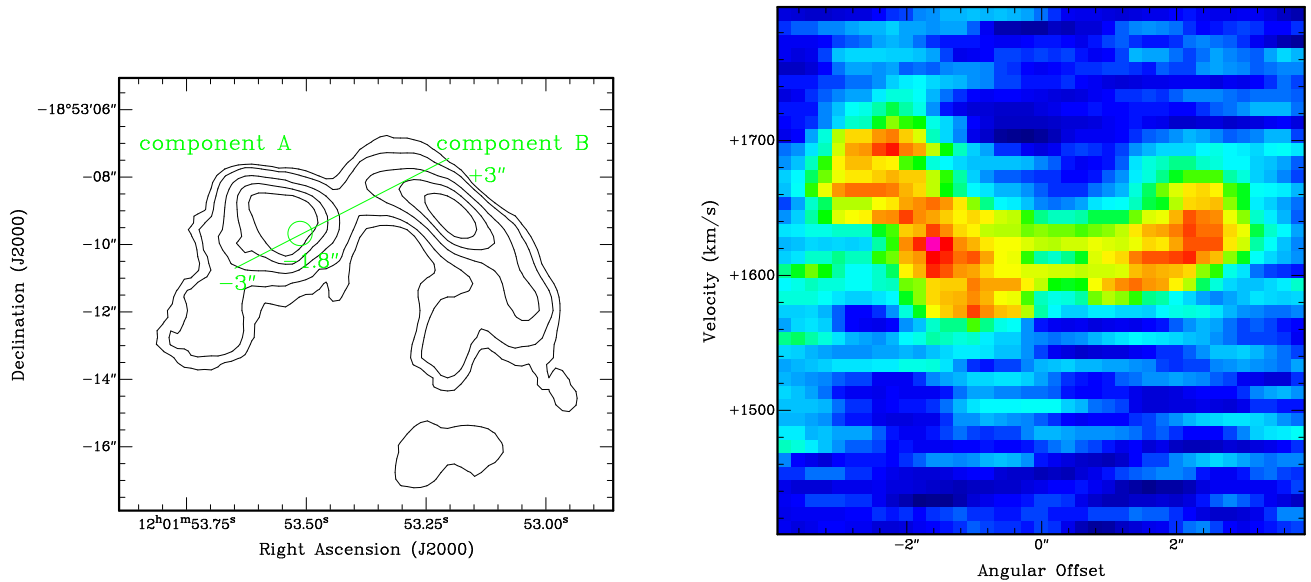 component A
component B
+3″
−1.8″
−3″
−18°53′06″
−08″
−10″
−12″
−14″
−16″
Declination (J2000)
12ʰ01ᵐ53.75ˢ 53.50ˢ 53.25ˢ 53.00ˢ
Right Ascension (J2000)
+1700
+1600
+1500
Velocity (km/s)
−2″ 0″ 2″
Angular Offset